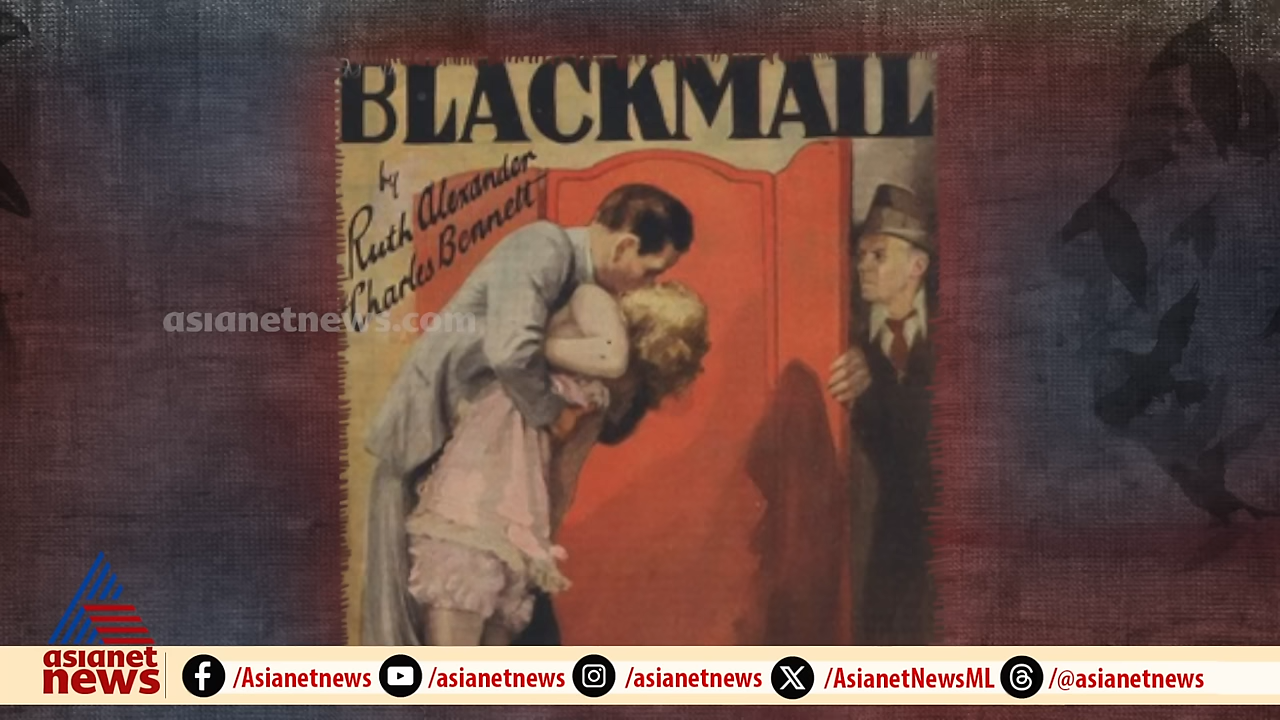 BLACKMAIL
by
Ruth Alexander
Charles Bennett
asianetnews.com
asianet
news
/Asianetnews
/asianetnews
/asianetnews
/AsianetNewsML
/@asianetnews